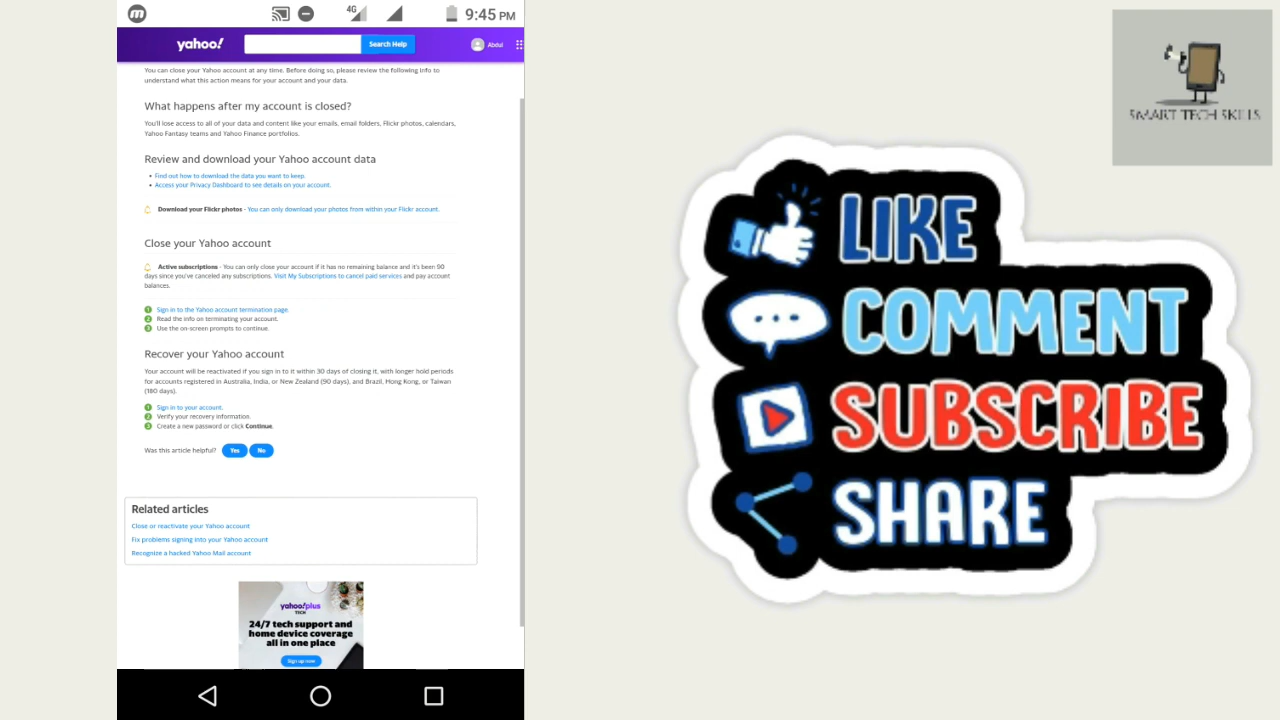 4G
9:45 PM
yahoo!
Search Help
Abdul
You can close your Yahoo account at any time. Before doing so, please review the following info to
understand what this action means for your account and your data.
What happens after my account is closed?
You'll lose access to all of your data and content like your emails, email folders, Flickr photos, calendars,
Yahoo Fantasy teams and Yahoo Finance portfolios.
Review and download your Yahoo account data
• Find out how to download the data you want to keep.
• Access your Privacy Dashboard to see details on your account.
Download your Flickr photos - You can only download your photos from within your Flickr account.
Close your Yahoo account
Active subscriptions - You can only close your account if it has no remaining balance and it's been 90
days since you've canceled any subscriptions. Visit My Subscriptions to cancel paid services and pay account
balances.
1 Sign in to the Yahoo account termination page.
2 Read the info on terminating your account.
3 Use the on-screen prompts to continue.
Recover your Yahoo account
Your account will be reactivated if you sign in to it within 30 days of closing it, with longer hold periods
for accounts registered in Australia, India, or New Zealand (90 days), and Brazil, Hong Kong, or Taiwan
(180 days).
1 Sign in to your account.
2 Verify your recovery information.
3 Create a new password or click Continue.
Was this article helpful? Yes No
Related articles
Close or reactivate your Yahoo account
Fix problems signing into your Yahoo account
Recognize a hacked Yahoo Mail account
yahoo!plus
TECH
24/7 tech support and
home device coverage
all in one place
Sign up now
SMART TECH SKILLS
LIKE
COMMENT
SUBSCRIBE
SHARE